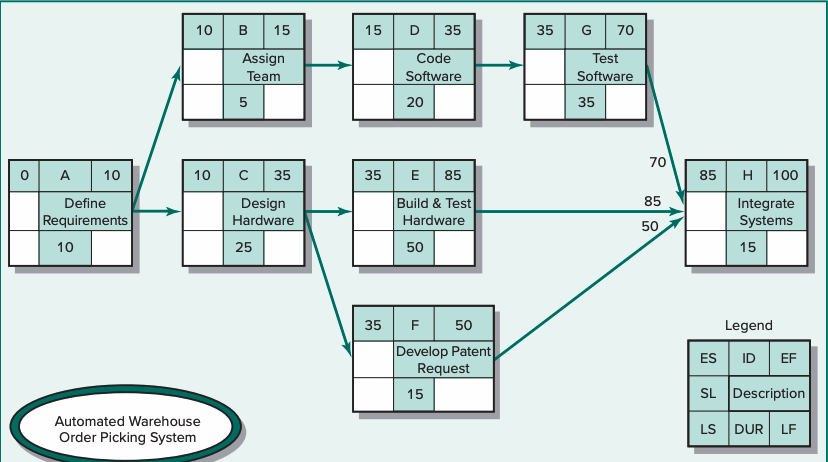 10 B 15
Assign
Team
5
15 D 35
Code
Software
20
35 G 70
Test
Software
35
0 A 10
Define
Requirements
10
10 C 35
Design
Hardware
25
35 E 85
Build & Test
Hardware
50
70
85
50
85 H 100
Integrate
Systems
15
35 F 50
Develop Patent
Request
15
Legend
ES ID EF
SL Description
LS DUR LF
Automated Warehouse
Order Picking System